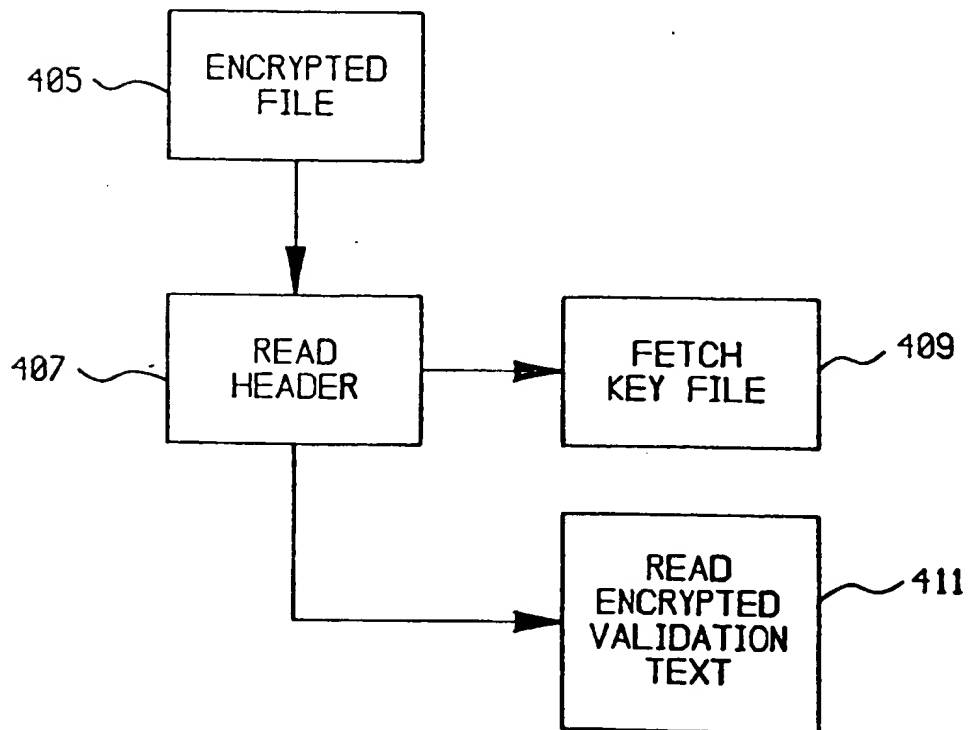 405
ENCRYPTED
FILE
407
READ
HEADER
FETCH
KEY FILE
409
READ
ENCRYPTED
VALIDATION
TEXT
411